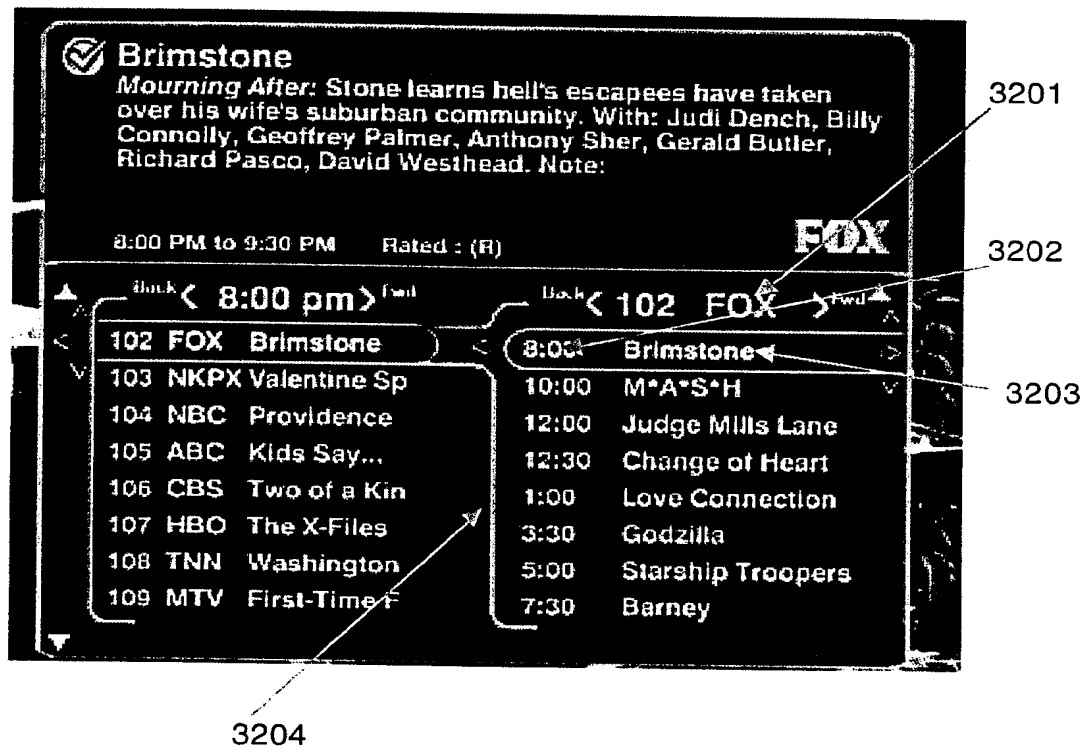 Brimstone
Mourning After: Stone learns hell's escapees have taken
over his wife's suburban community. With: Judi Dench, Billy
Connolly, Geoffrey Palmer, Anthony Sher, Gerald Butler,
Richard Pasco, David Westhead. Note:
8:00 PM to 9:30 PM Rated : (R)
FOX
Back < 8:00 pm > Fwd
102 FOX Brimstone
103 NKPX Valentine Sp
104 NBC Providence
105 ABC Kids Say...
106 CBS Two of a Kin
107 HBO The X-Files
108 TNN Washington
109 MTV First-Time F
Back < 102 FOX > Fwd
8:00 Brimstone
10:00 M*A*S*H
12:00 Judge Mills Lane
12:30 Change of Heart
1:00 Love Connection
3:30 Godzilla
5:00 Starship Troopers
7:30 Barney
3201
3202
3203
3204